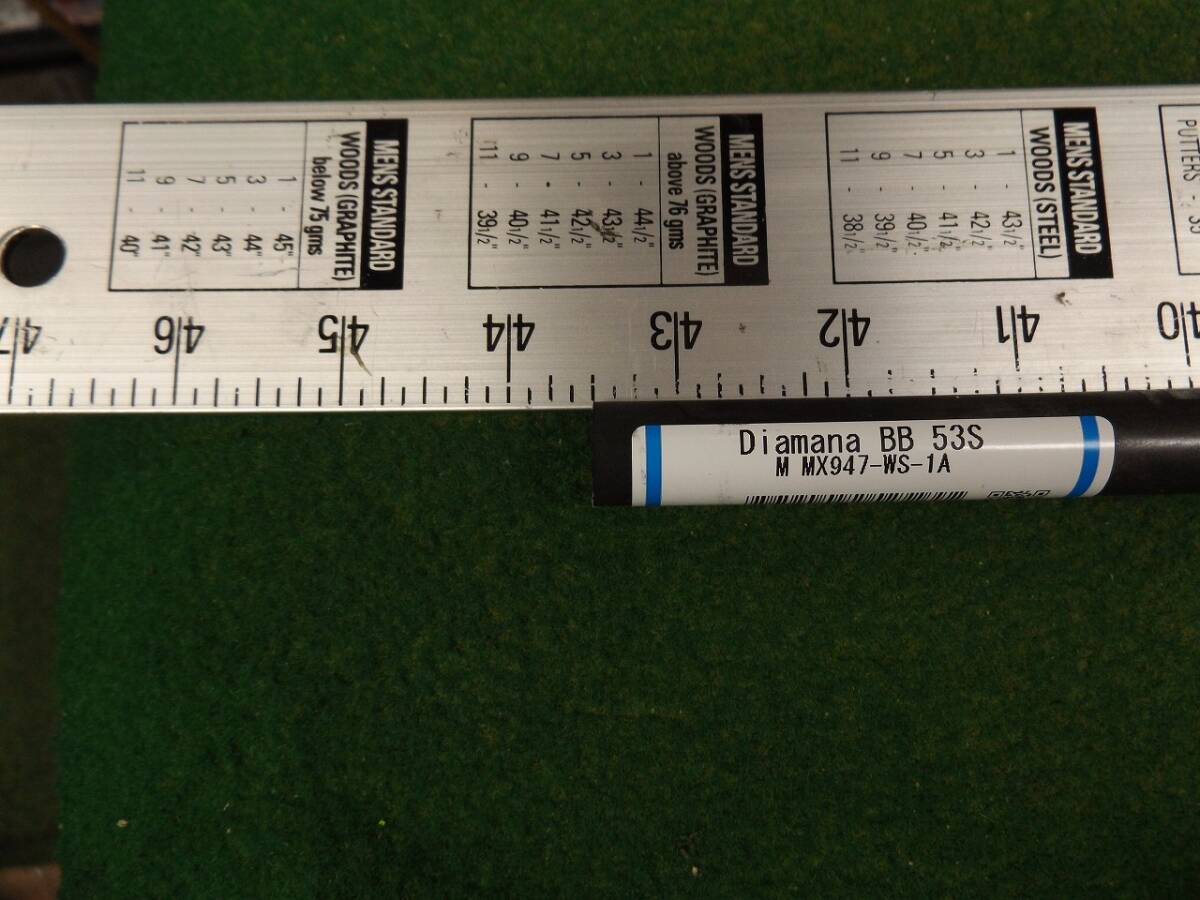 MENS STANDARD
WOODS (GRAPHITE)
below 75 gms
1 - 45"
3 - 44"
5 - 43"
7 - 42"
9 - 41"
11 - 40"
MENS STANDARD
WOODS (GRAPHITE)
above 76 gms
1 - 44 1/2"
3 - 43 1/2"
5 - 42 1/2"
7 - 41 1/2"
9 - 40 1/2"
11 - 39 1/2"
MENS STANDARD
WOODS (STEEL)
1 - 43 1/2"
3 - 42 1/2"
5 - 41 1/2"
7 - 40 1/2"
9 - 39 1/2"
11 - 38 1/2"
PUTTERS
47 46 45 44 43 42 41 40
Diamana BB 53S
M MX947-WS-1A